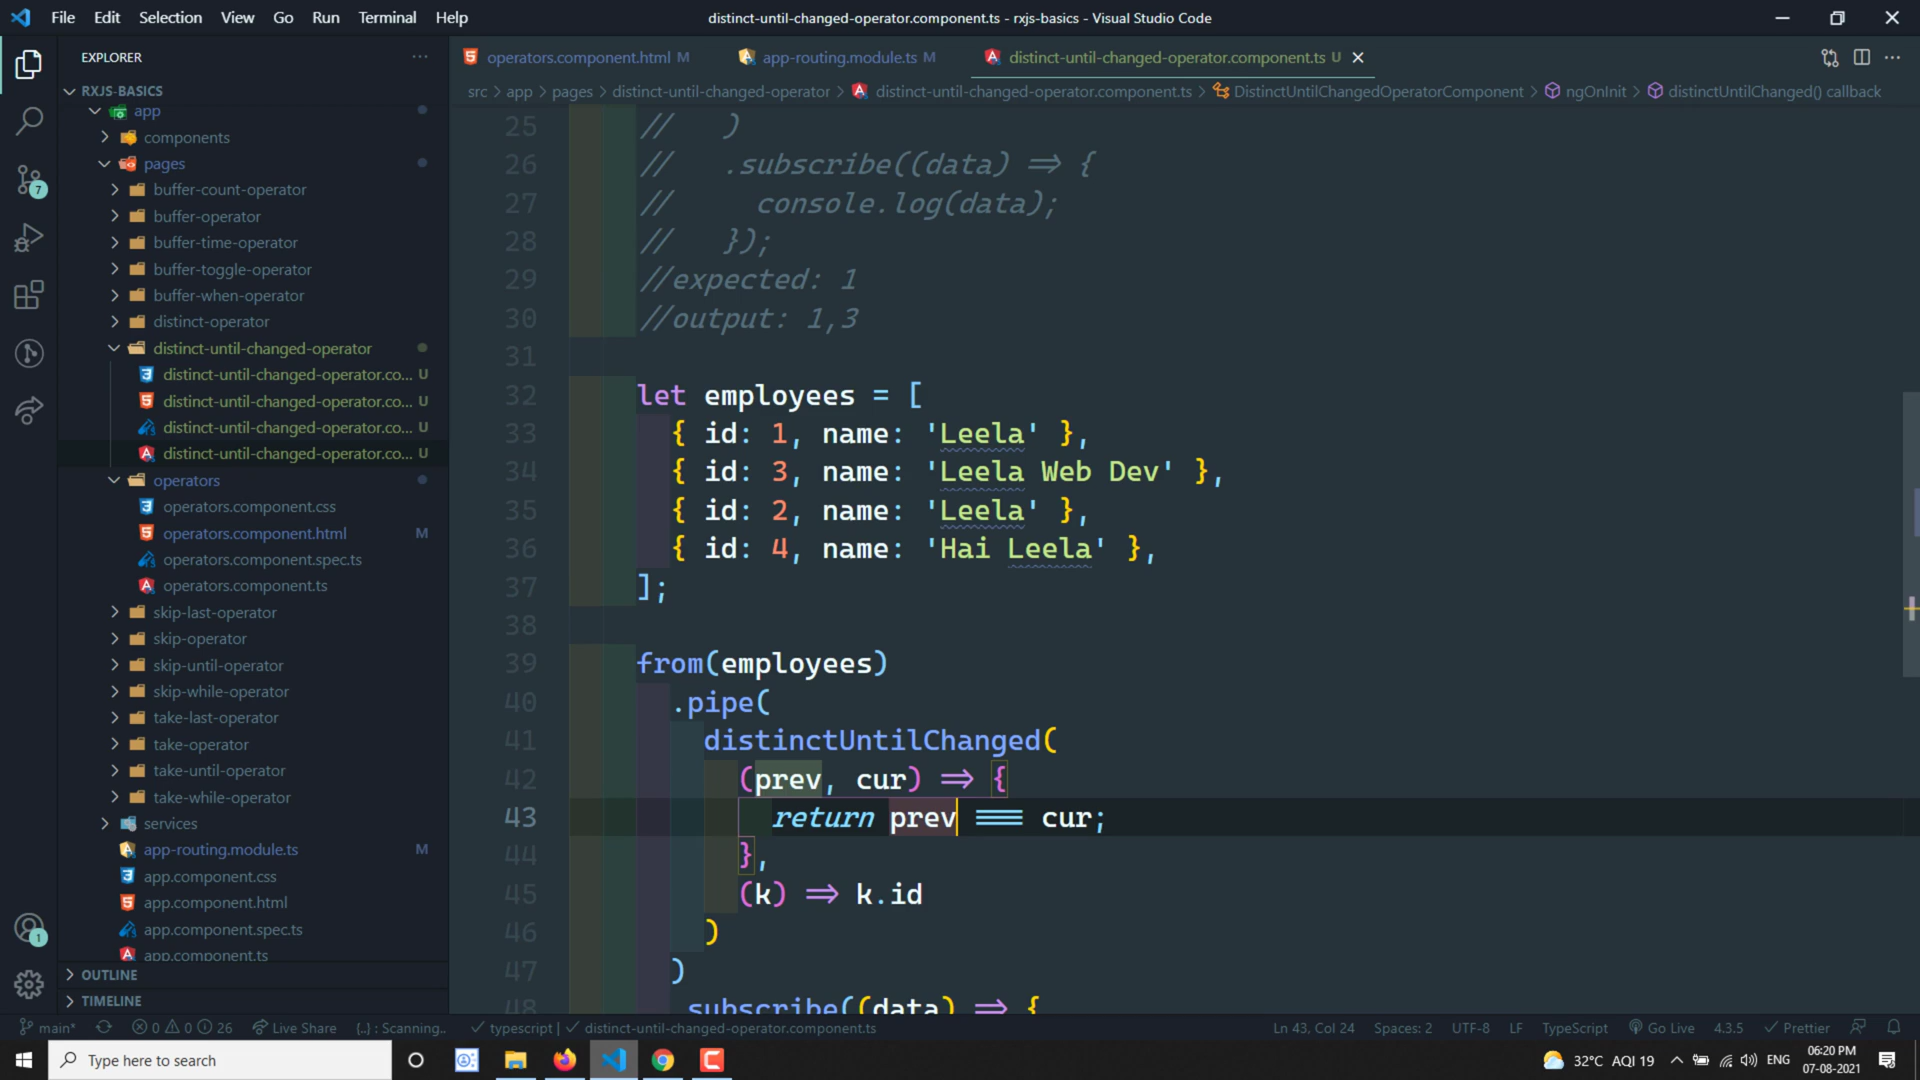 File Edit Selection View Go Run Terminal Help
distinct-until-changed-operator.component.ts - rxjs-basics - Visual Studio Code
EXPLORER
RXJS-BASICS
app
components
pages
buffer-count-operator
buffer-operator
buffer-time-operator
buffer-toggle-operator
buffer-when-operator
distinct-operator
distinct-until-changed-operator
distinct-until-changed-operator.co... U
distinct-until-changed-operator.co... U
distinct-until-changed-operator.co... U
distinct-until-changed-operator.co... U
operators
operators.component.css
operators.component.html M
operators.component.spec.ts
operators.component.ts
skip-last-operator
skip-operator
skip-until-operator
skip-while-operator
take-last-operator
take-operator
take-until-operator
take-while-operator
services
app-routing.module.ts M
app.component.css
app.component.html
app.component.spec.ts
app.component.ts
OUTLINE
TIMELINE
7
1
operators.component.html M
app-routing.module.ts M
distinct-until-changed-operator.component.ts U
src > app > pages > distinct-until-changed-operator > distinct-until-changed-operator.component.ts > DistinctUntilChangedOperatorComponent > ngOnInit > distinctUntilChanged() callback
25 // )
26 // .subscribe((data) => {
27 // console.log(data);
28 // });
29 //expected: 1
30 //output: 1,3
31
32 let employees = [
33 { id: 1, name: 'Leela' },
34 { id: 3, name: 'Leela Web Dev' },
35 { id: 2, name: 'Leela' },
36 { id: 4, name: 'Hai Leela' },
37 ];
38
39 from(employees)
40 .pipe(
41 distinctUntilChanged(
42 (prev, cur) => {
43 return prev === cur;
44 },
45 (k) => k.id
46 )
47 )
48 .subscribe((data) => {
main* 0 0 26 Live Share {..} : Scanning.. typescript | distinct-until-changed-operator.component.ts
Ln 43, Col 24 Spaces: 2 UTF-8 LF TypeScript Go Live 4.3.5 Prettier
Type here to search
32°C AQI 19 ENG
06:20 PM
07-08-2021